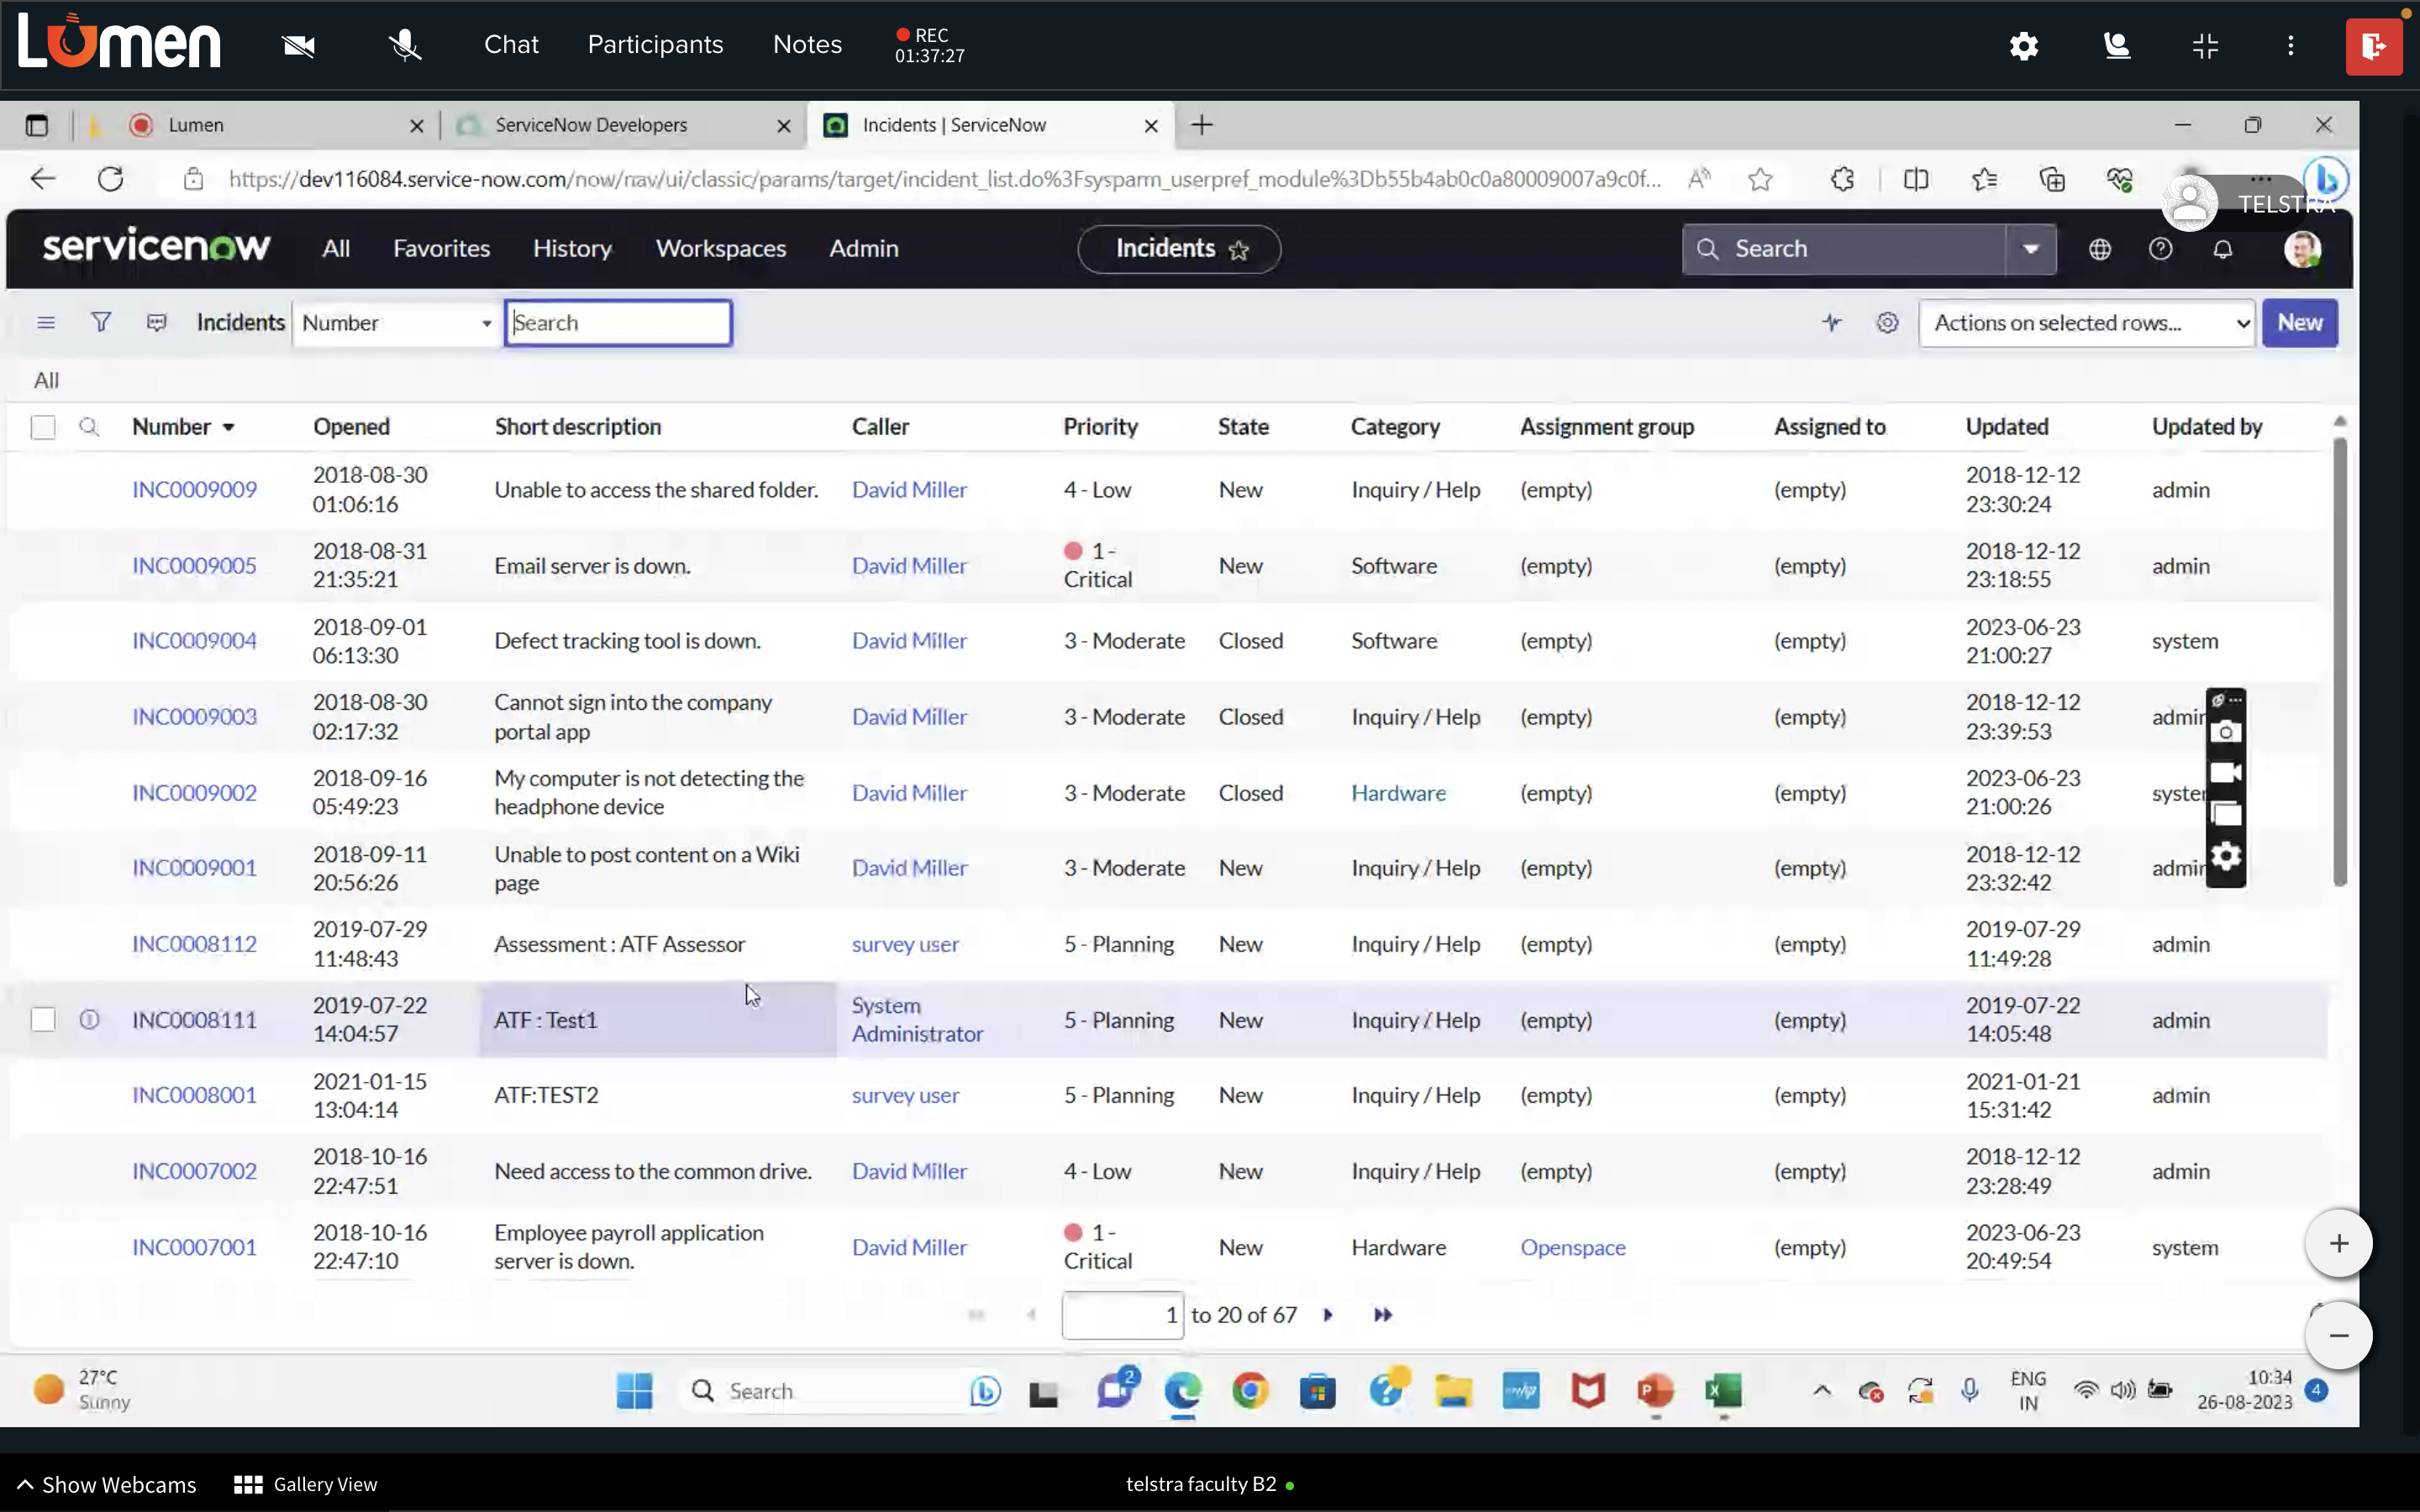 Lumen Chat Participants Notes REC
01:37:27
Lumen ServiceNow Developers Incidents | ServiceNow
https://dev116084.service-now.com/now/nav/ui/classic/params/target/incident_list.do%3Fsysparm_userpref_module%3Db55b4ab0c0a80009007a9c0f...
TELSTRA
servicenow All Favorites History Workspaces Admin Incidents Search
Incidents Number Search Actions on selected rows... New
All
Number Opened Short description Caller Priority State Category Assignment group Assigned to Updated Updated by
INC0009009 2018-08-30 01:06:16 Unable to access the shared folder. David Miller 4 - Low New Inquiry / Help (empty) (empty) 2018-12-12 23:30:24 admin
INC0009005 2018-08-31 21:35:21 Email server is down. David Miller 1 - Critical New Software (empty) (empty) 2018-12-12 23:18:55 admin
INC0009004 2018-09-01 06:13:30 Defect tracking tool is down. David Miller 3 - Moderate Closed Software (empty) (empty) 2023-06-23 21:00:27 system
INC0009003 2018-08-30 02:17:32 Cannot sign into the company portal app David Miller 3 - Moderate Closed Inquiry / Help (empty) (empty) 2018-12-12 23:39:53 admin
INC0009002 2018-09-16 05:49:23 My computer is not detecting the headphone device David Miller 3 - Moderate Closed Hardware (empty) (empty) 2023-06-23 21:00:26 system
INC0009001 2018-09-11 20:56:26 Unable to post content on a Wiki page David Miller 3 - Moderate New Inquiry / Help (empty) (empty) 2018-12-12 23:32:42 admin
INC0008112 2019-07-29 11:48:43 Assessment : ATF Assessor survey user 5 - Planning New Inquiry / Help (empty) (empty) 2019-07-29 11:49:28 admin
INC0008111 2019-07-22 14:04:57 ATF : Test1 System Administrator 5 - Planning New Inquiry / Help (empty) (empty) 2019-07-22 14:05:48 admin
INC0008001 2021-01-15 13:04:14 ATF:TEST2 survey user 5 - Planning New Inquiry / Help (empty) (empty) 2021-01-21 15:31:42 admin
INC0007002 2018-10-16 22:47:51 Need access to the common drive. David Miller 4 - Low New Inquiry / Help (empty) (empty) 2018-12-12 23:28:49 admin
INC0007001 2018-10-16 22:47:10 Employee payroll application server is down. David Miller 1 - Critical New Hardware Openspace (empty) 2023-06-23 20:49:54 system
1 to 20 of 67
27°C
Sunny
Search 2
ENG
IN
10:34
26-08-2023
4
Show Webcams Gallery View telstra faculty B2